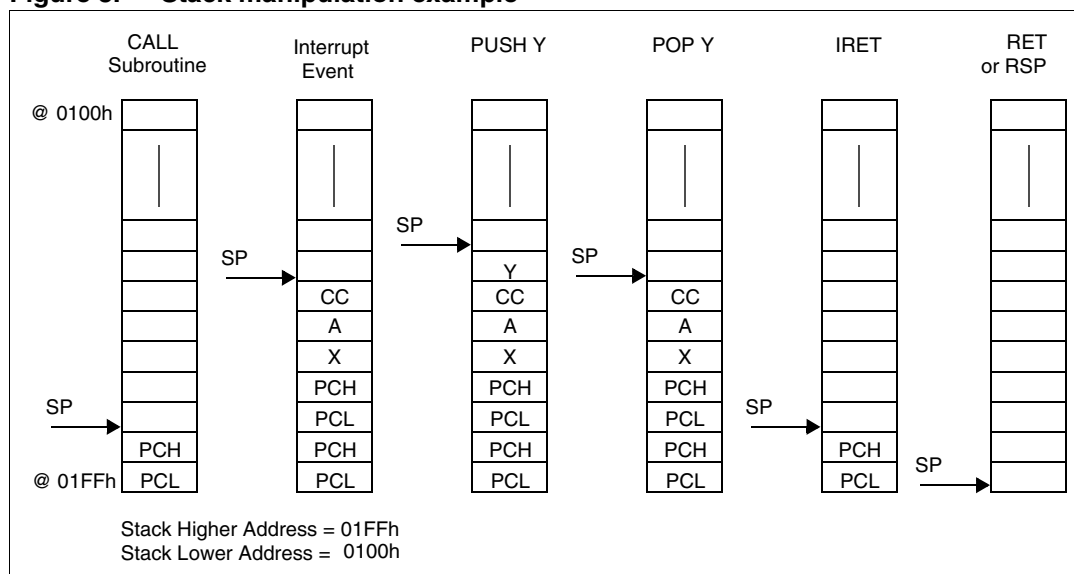 Figure 8. Stack manipulation example
CALL
Subroutine
Interrupt
Event
PUSH Y
POP Y
IRET
RET
or RSP
@ 0100h
SP
SP
Y
SP
CC
CC
CC
A
A
A
X
X
X
PCH
PCH
PCH
SP
PCL
PCL
PCL
SP
PCH
PCH
PCH
PCH
PCH
SP
@ 01FFh
PCL
PCL
PCL
PCL
PCL
Stack Higher Address = 01FFh
Stack Lower Address = 0100h